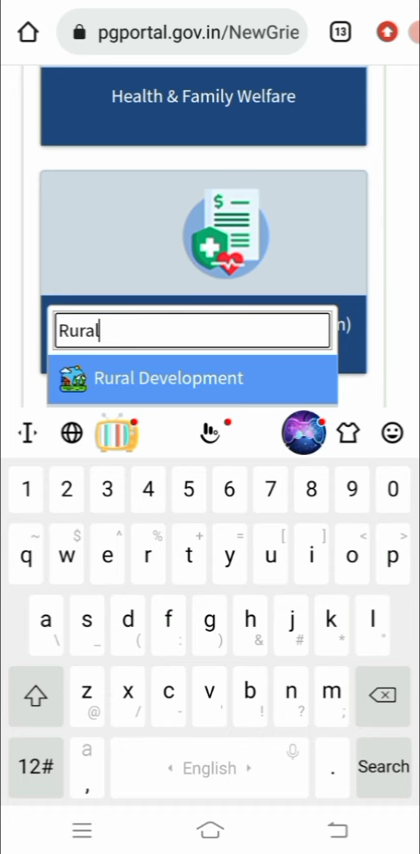 pgportal.gov.in/NewGrie
13
Health & Family Welfare
$
n)
Rural
Rural Development
1 2 3 4 5 6 7 8 9 0
~ $ ^ % + = [ ] < >
q w e r t y u i o p
a s d f g h j k l
\ _ ( : ) & # * '
z x c v b n m
@ / - ' ! ? ;
12# a , English . Search